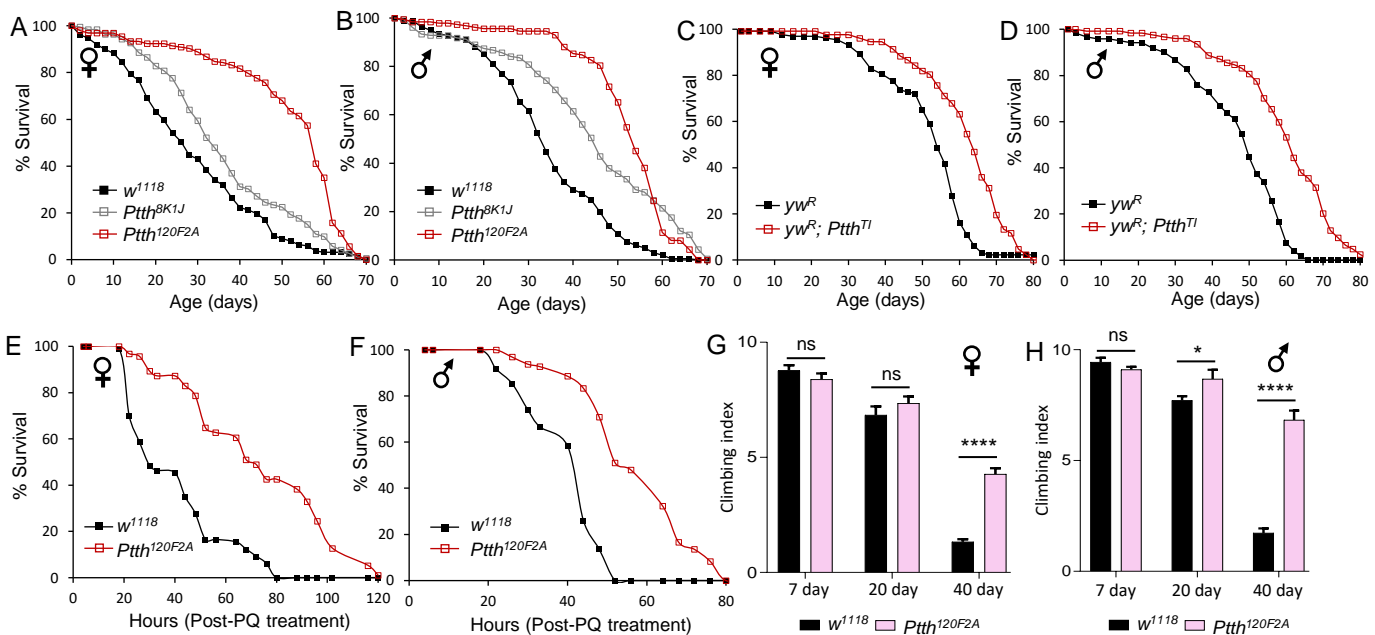 A
♀
% Survival
100
80
60
40
20
0
w1118
Ptth8K1J
Ptth120F2A
0 10 20 30 40 50 60 70
Age (days)
B
♂
% Survival
100
80
60
40
20
0
w1118
Ptth8K1J
Ptth120F2A
0 10 20 30 40 50 60 70
Age (days)
C
♀
% Survival
100
80
60
40
20
0
ywR
ywR; PtthTI
0 20 40 60 80
Age (days)
D
♂
% Survival
100
80
60
40
20
0
ywR
ywR; PtthTI
0 10 20 30 40 50 60 70 80
Age (days)
E
♀
% Survival
100
80
60
40
20
0
w1118
Ptth120F2A
0 20 40 60 80 100 120
Hours (Post-PQ treatment)
F
♂
% Survival
100
80
60
40
20
0
w1118
Ptth120F2A
0 20 40 60 80
Hours (Post-PQ treatment)
G
♀
Climbing index
10
5
0
ns
ns
****
7 day 20 day 40 day
w1118 Ptth120F2A
H
♂
Climbing index
10
5
0
ns
*
****
7 day 20 day 40 day
w1118 Ptth120F2A